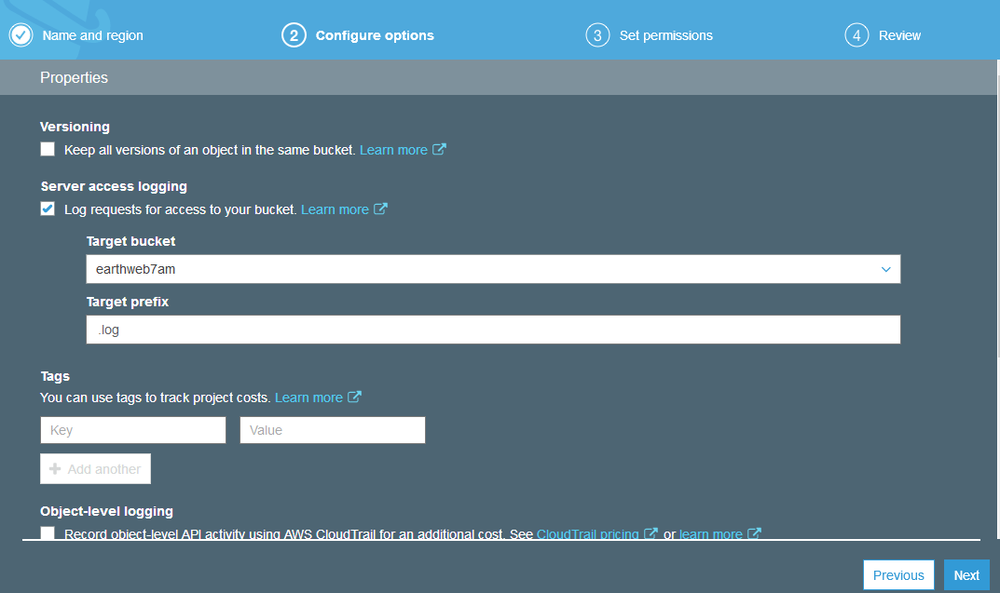 Name and region
2 Configure options
3 Set permissions
4 Review
Properties
Versioning
Keep all versions of an object in the same bucket. Learn more
Server access logging
Log requests for access to your bucket. Learn more
Target bucket
earthweb7am
Target prefix
.log
Tags
You can use tags to track project costs. Learn more
Key Value
+ Add another
Object-level logging
Record object-level API activity using AWS CloudTrail for an additional cost. See CloudTrail pricing or learn more
Previous Next